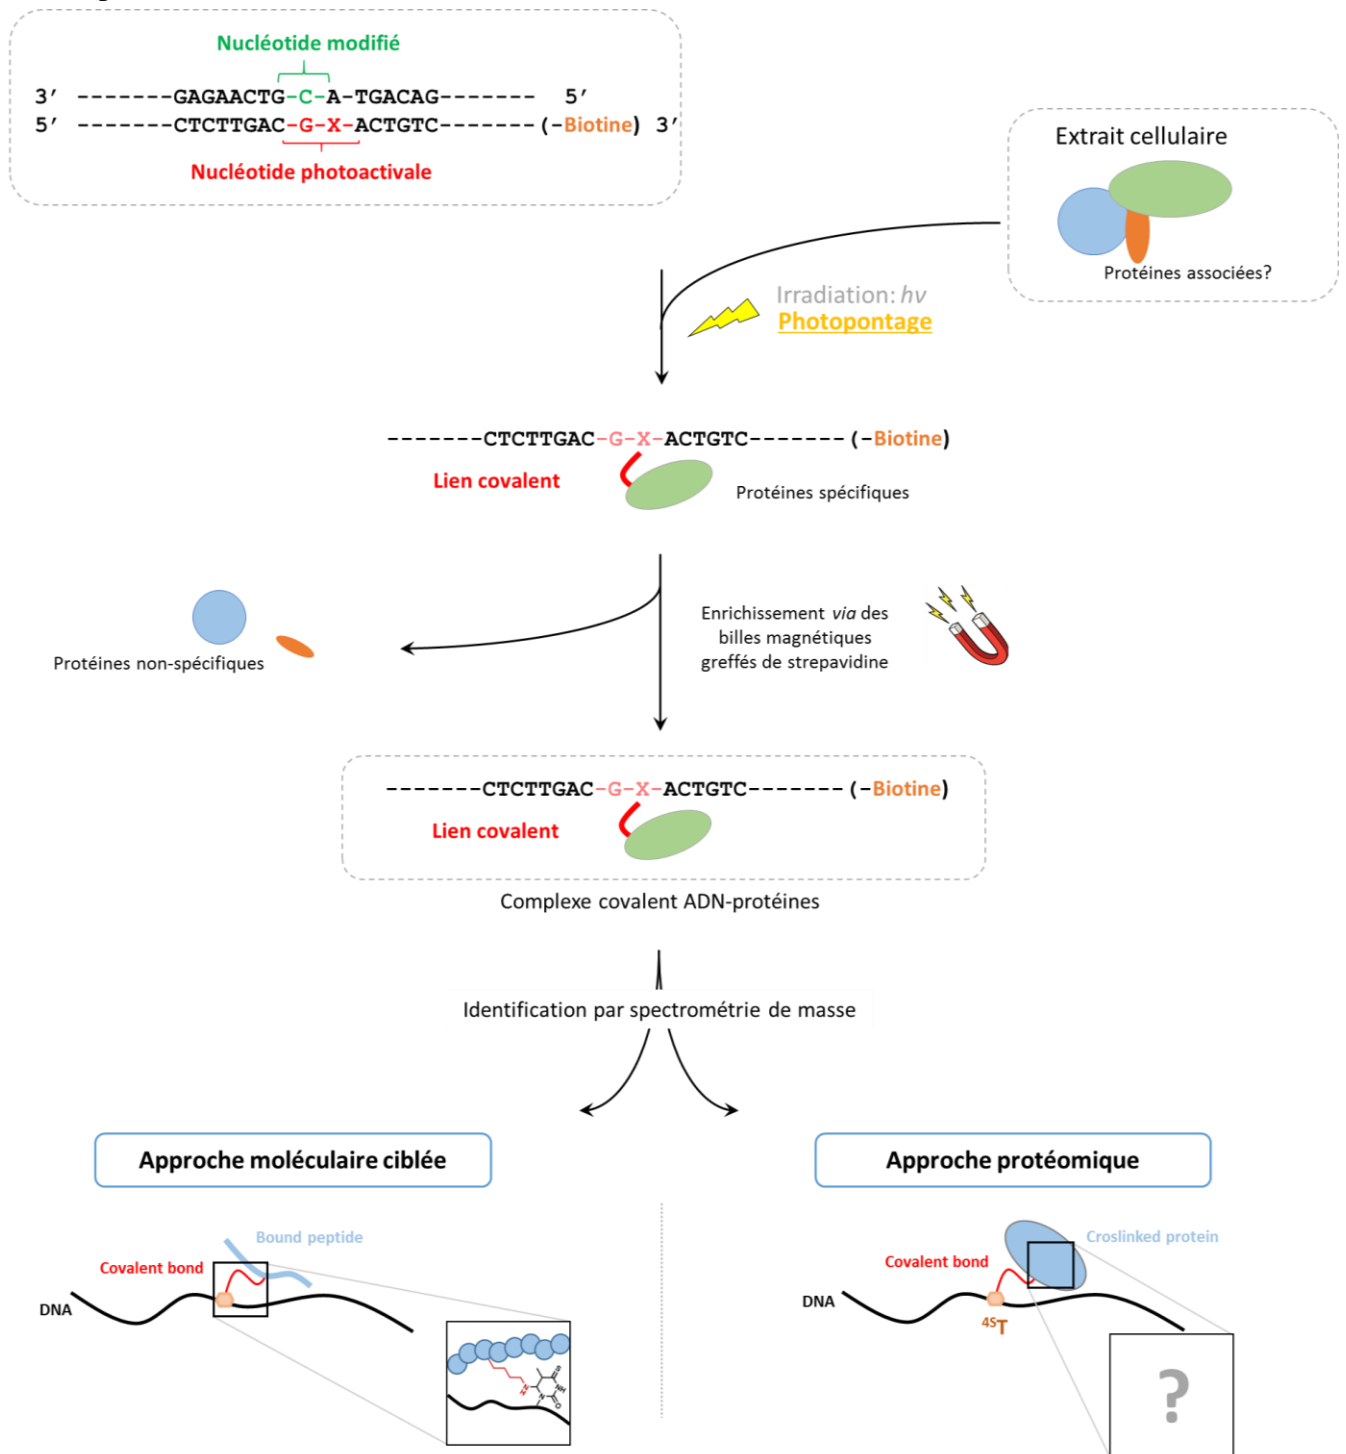 Nucléotide modifié
3’ -------GAGAACTG-C-A-TGACAG------- 5’
5’ -------CTCTTGAC-G-X-ACTGTC------- (-Biotine) 3’
Nucléotide photoactivale
Extrait cellulaire
Protéines associées?
Irradiation: hν
Photopontage
-------CTCTTGAC-G-X-ACTGTC------- (-Biotine)
Lien covalent
Protéines spécifiques
Protéines non-spécifiques
Enrichissement via des
billes magnétiques
greffés de strepavidine
-------CTCTTGAC-G-X-ACTGTC------- (-Biotine)
Lien covalent
Complexe covalent ADN-protéines
Identification par spectrométrie de masse
Approche moléculaire ciblée
Bound peptide
Covalent bond
DNA
N
H
S
NH
N
O
Approche protéomique
Croslinked protein
Covalent bond
DNA
4ST
?